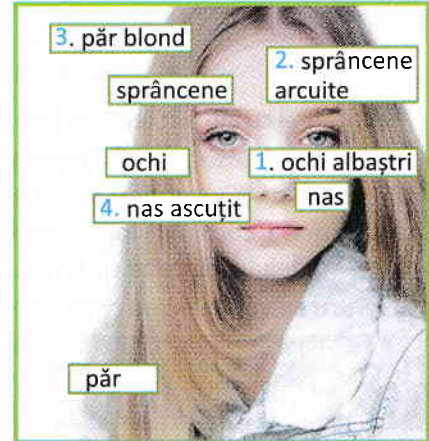 3. păr blond
2. sprâncene
arcuite
sprâncene
ochi
1. ochi albaștri
4. nas ascuțit
nas
păr